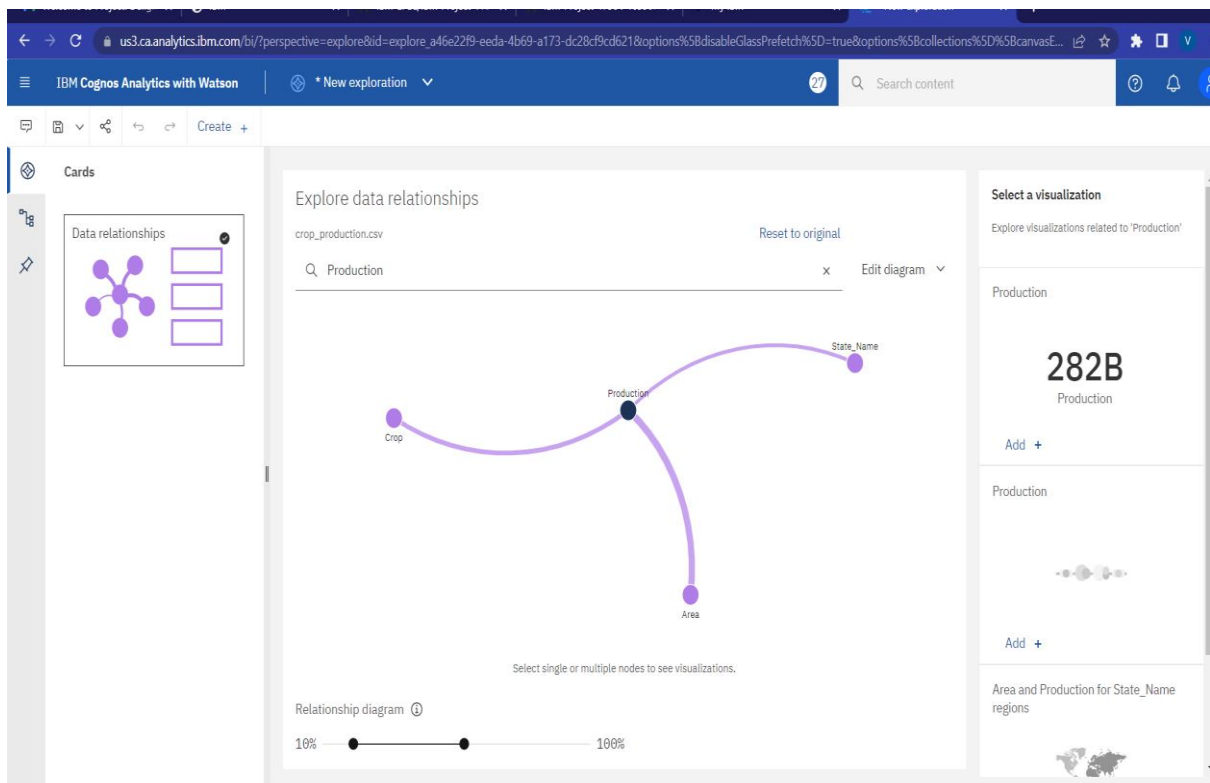 us3.ca.analytics.ibm.com/bi/?perspective=explore&id=explore_a46e22f9-eeda-4b69-a173-dc28cf9cd621&options%5BdisableGlassPrefetch%5D=true&options%5Bcollections%5D%5BcanvasE...
V
IBM Cognos Analytics with Watson
* New exploration
27
Search content
Create +
Cards
Data relationships
Explore data relationships
crop_production.csv
Reset to original
Production
x
Edit diagram
State_Name
Production
Crop
Area
Select single or multiple nodes to see visualizations.
Relationship diagram
10%
100%
Select a visualization
Explore visualizations related to 'Production'
Production
282B
Production
Add +
Production
Add +
Area and Production for State_Name
regions